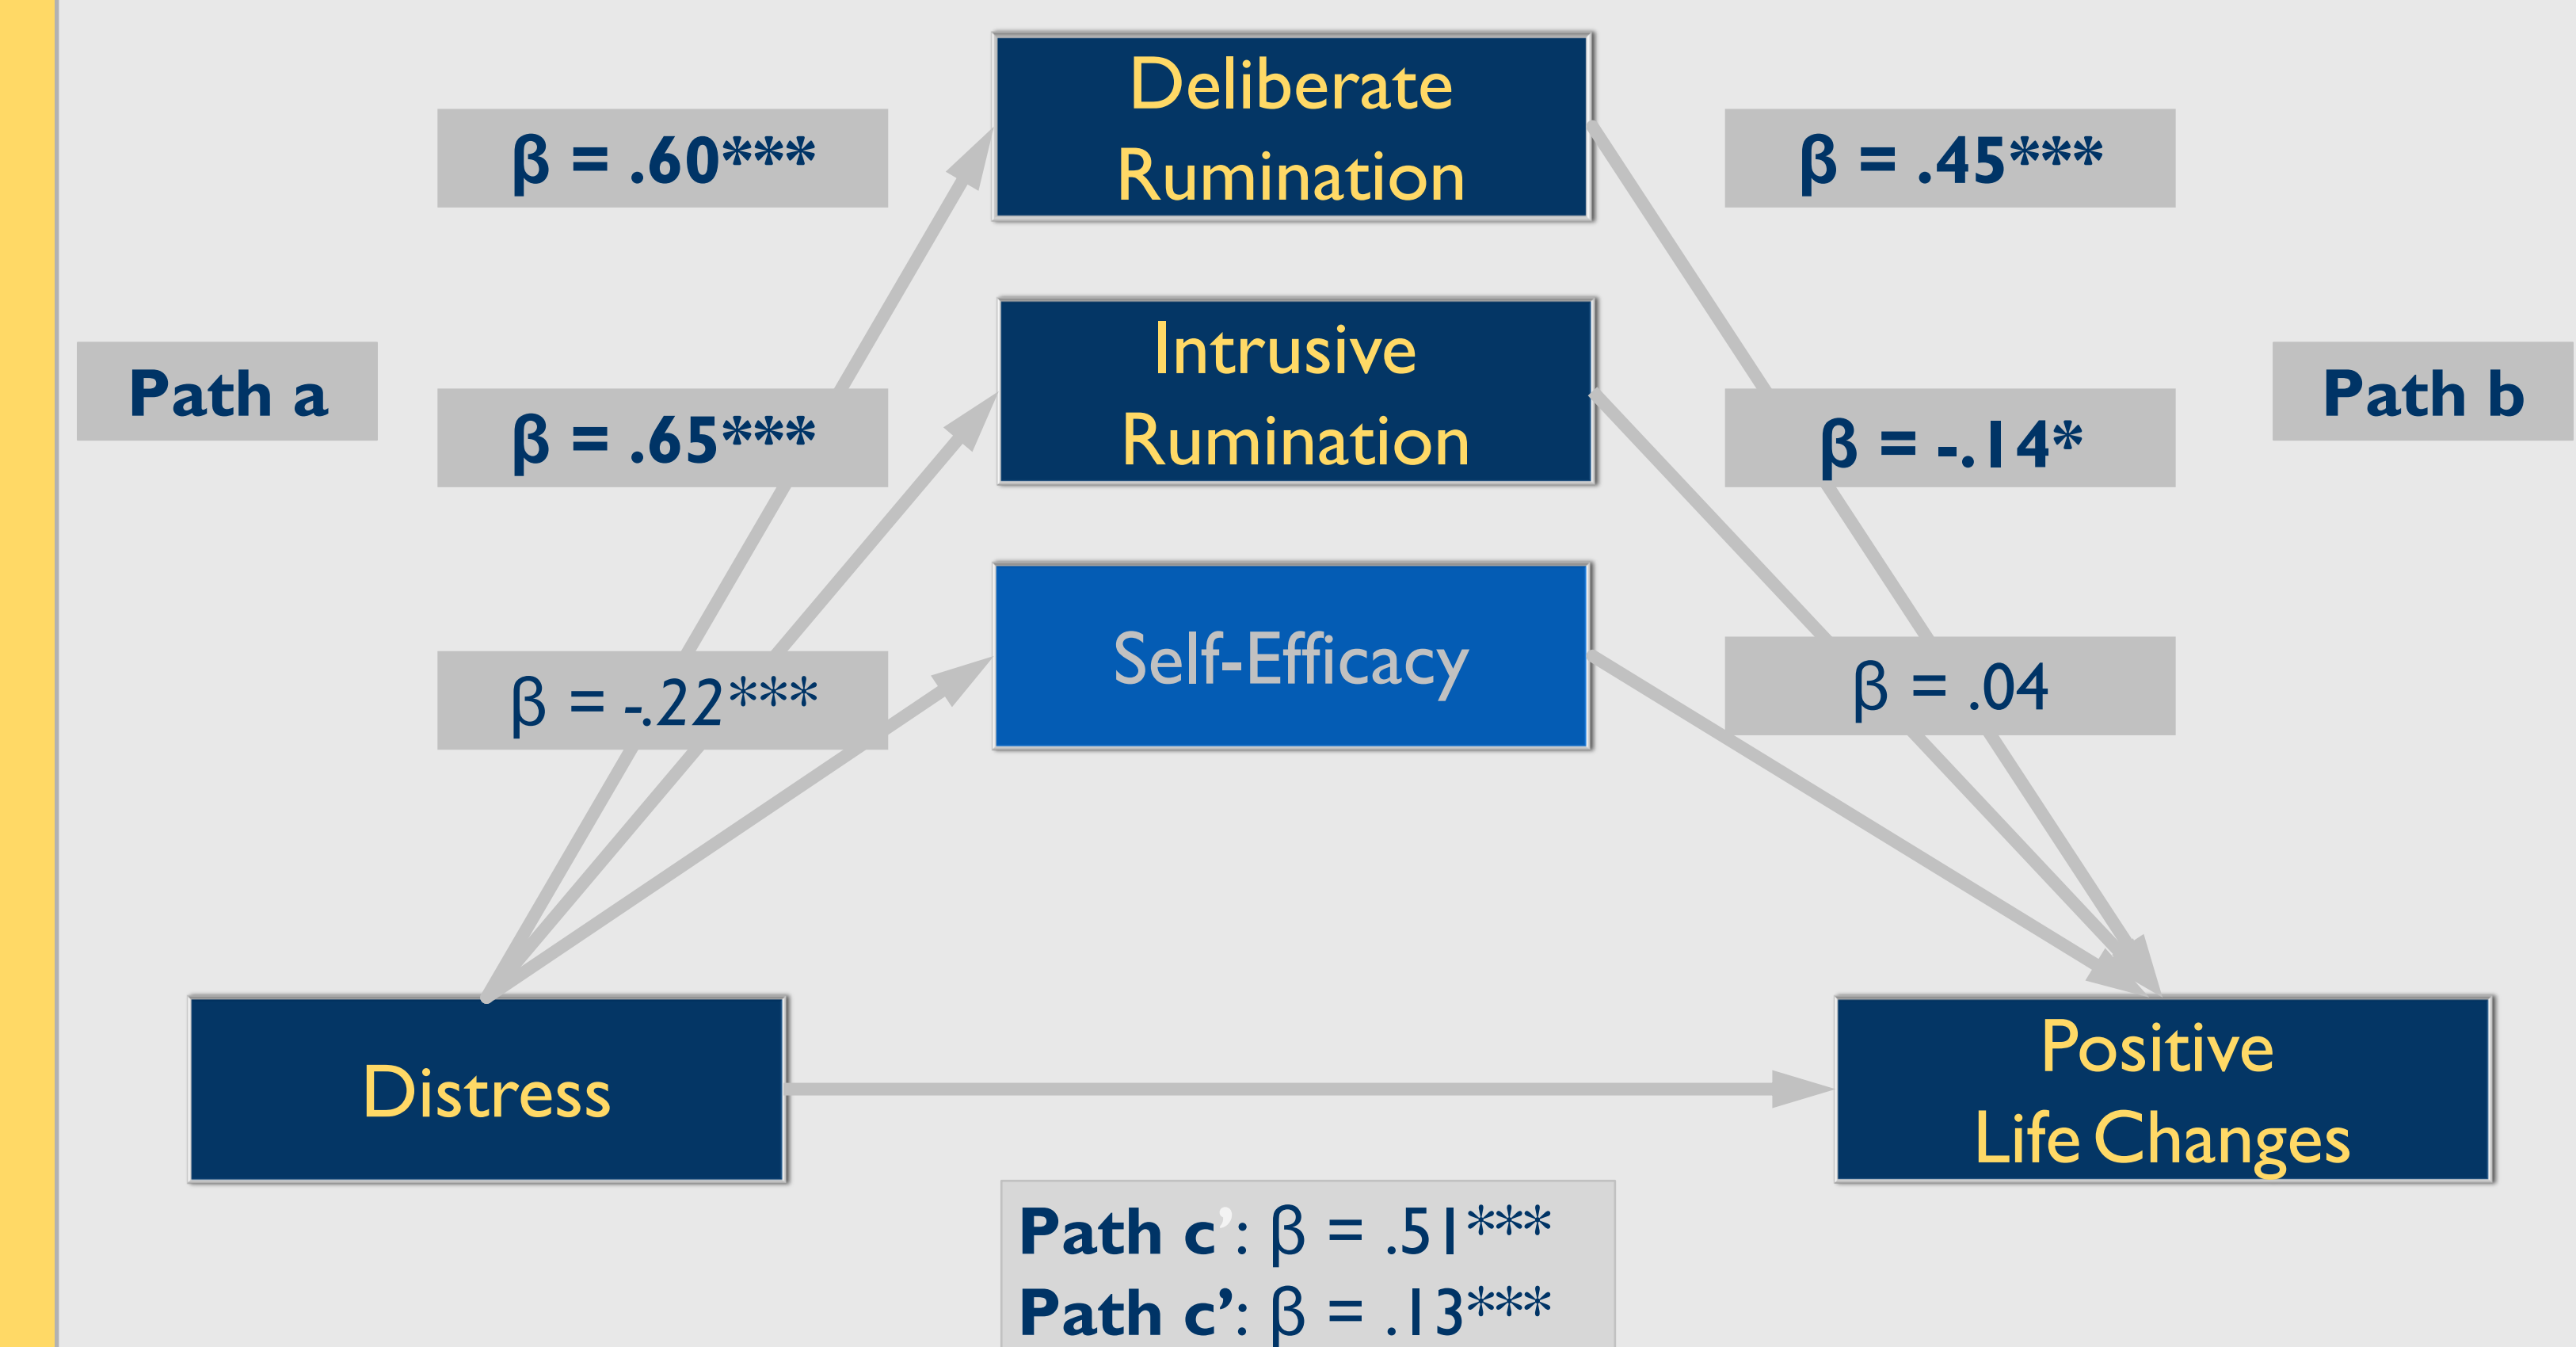 Deliberate
Rumination
β = .60***
β = .45***
Intrusive
Rumination
Path a
Path b
β = .65***
β = -.14*
Self-Efficacy
β = -.22***
β = .04
Distress
Positive
Life Changes
Path c’: β = .51***
Path c’: β = .13***